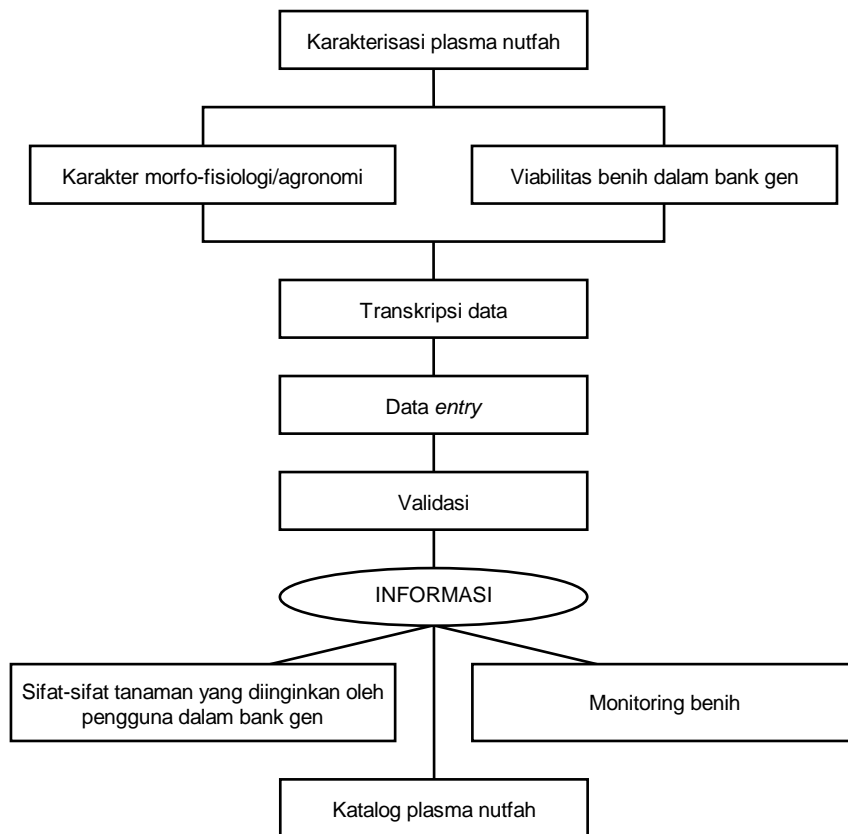 Karakterisasi plasma nutfah
Karakter morfo-fisiologi/agronomi
Viabilitas benih dalam bank gen
Transkripsi data
Data entry
Validasi
INFORMASI
Sifat-sifat tanaman yang diinginkan oleh
pengguna dalam bank gen
Monitoring benih
Katalog plasma nutfah